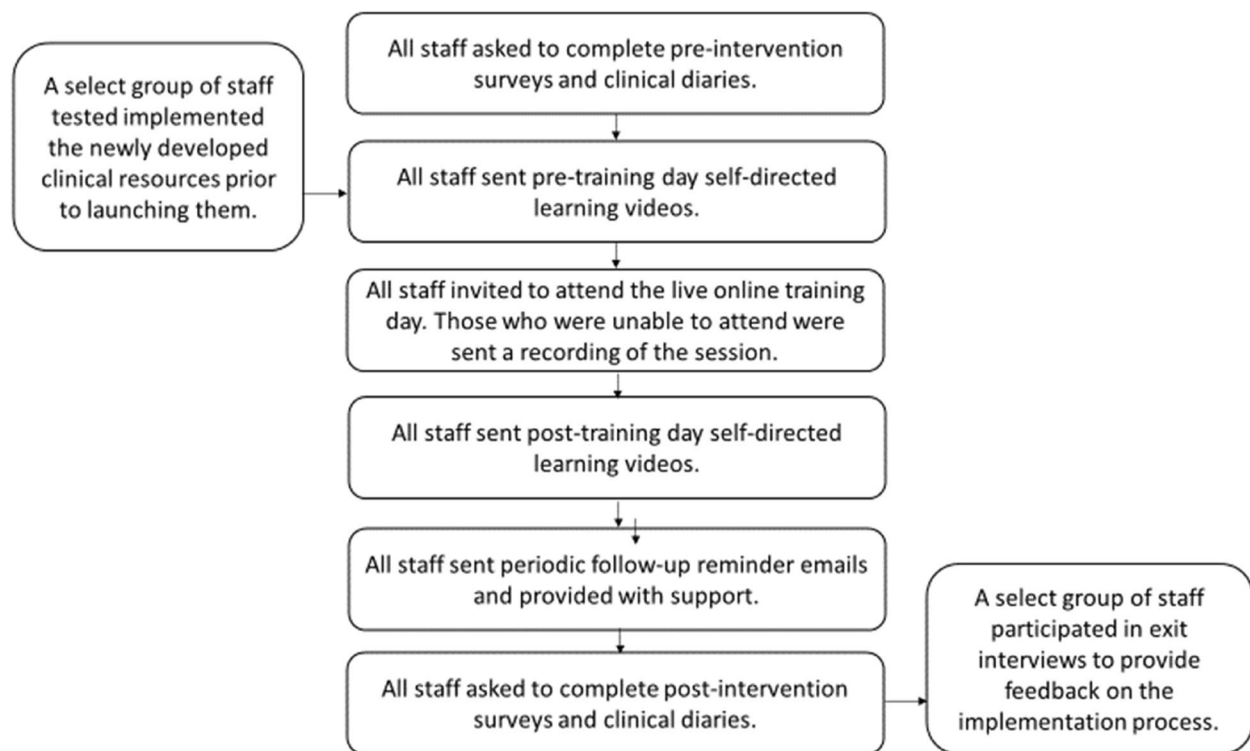 All staff asked to complete pre-intervention
surveys and clinical diaries.
A select group of staff
tested implemented
the newly developed
clinical resources prior
to launching them.
All staff sent pre-training day self-directed
learning videos.
All staff invited to attend the live online training
day. Those who were unable to attend were
sent a recording of the session.
All staff sent post-training day self-directed
learning videos.
All staff sent periodic follow-up reminder emails
and provided with support.
All staff asked to complete post-intervention
surveys and clinical diaries.
A select group of staff
participated in exit
interviews to provide
feedback on the
implementation process.